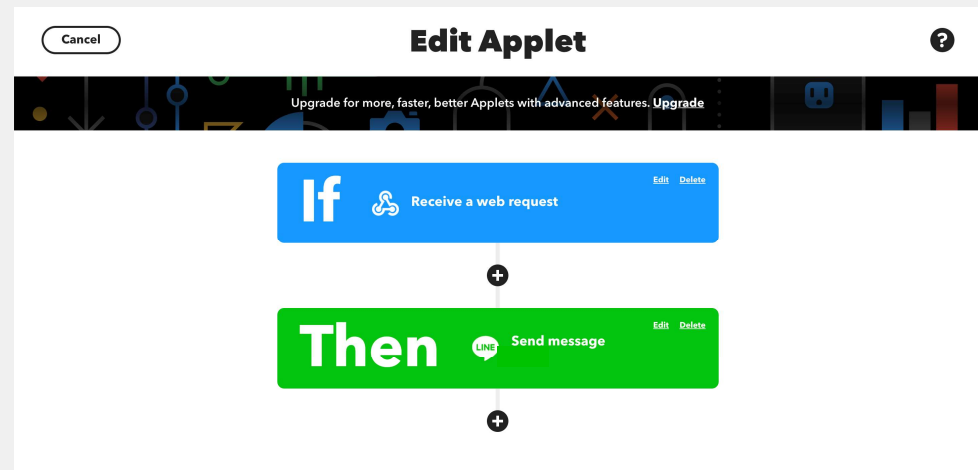 Cancel
Edit Applet
?
Upgrade for more, faster, better Applets with advanced features. Upgrade
If
Receive a web request
Edit Delete
+
Then
LINE
Send message
Edit Delete
+